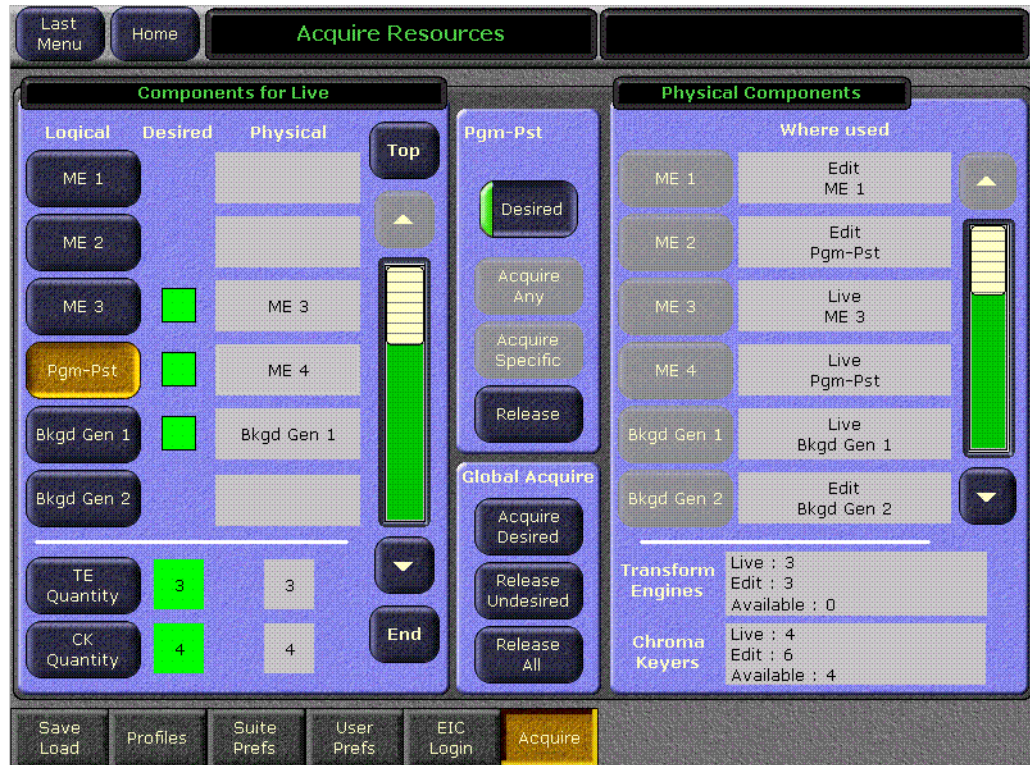 Last
Menu
Home
Acquire Resources
Components for Live
Logical Desired Physical
Top
ME 1
ME 2
ME 3
ME 3
Pgm-Pst
ME 4
Bkgd Gen 1
Bkgd Gen 1
Bkgd Gen 2
TE
Quantity
3
3
CK
Quantity
4
4
End
Pgm-Pst
Desired
Acquire
Any
Acquire
Specific
Release
Global Acquire
Acquire
Desired
Release
Undesired
Release
All
Physical Components
Where used
ME 1
Edit
ME 1
ME 2
Edit
Pgm-Pst
ME 3
Live
ME 3
ME 4
Live
Pgm-Pst
Bkgd Gen 1
Live
Bkgd Gen 1
Bkgd Gen 2
Edit
Bkgd Gen 2
Transform
Engines
Live : 3
Edit : 3
Available : 0
Chroma
Keyers
Live : 4
Edit : 6
Available : 4
Save
Load
Profiles
Suite
Prefs
User
Prefs
EIC
Login
Acquire